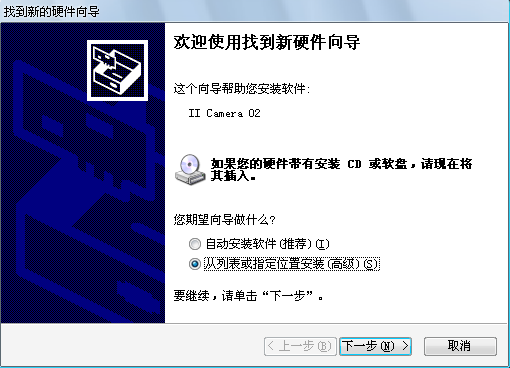 找到新的硬件向导
欢迎使用找到新硬件向导
这个向导帮助您安装软件:
II Camera 02
如果您的硬件带有安装 CD 或软盘，请现在将
其插入。
您期望向导做什么?
自动安装软件(推荐)(I)
从列表或指定位置安装(高级)(S)
要继续，请单击“下一步”。
< 上一步(B) 下一步(N) > 取消